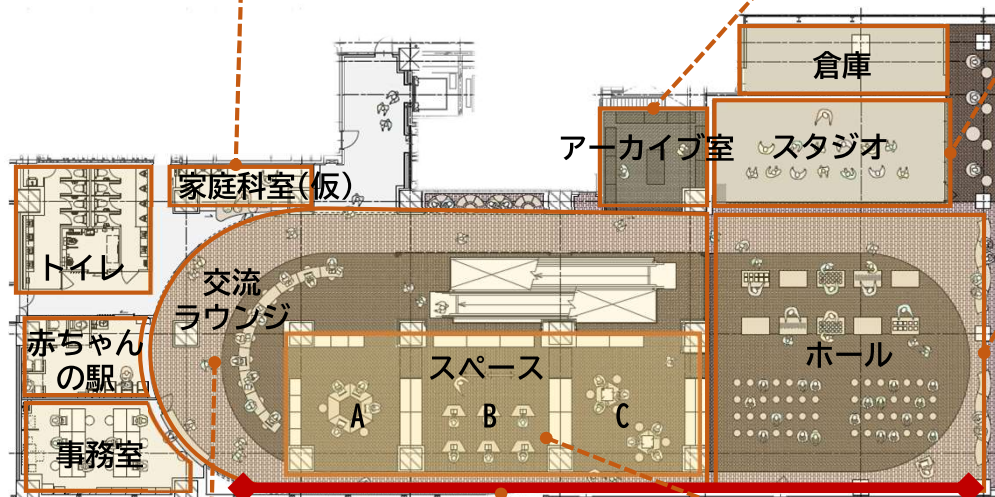 倉庫
アーカイブ室
スタジオ
家庭科室(仮)
トイレ
交流
ラウンジ
赤ちゃん
の駅
スペース
ホール
A
B
C
事務室